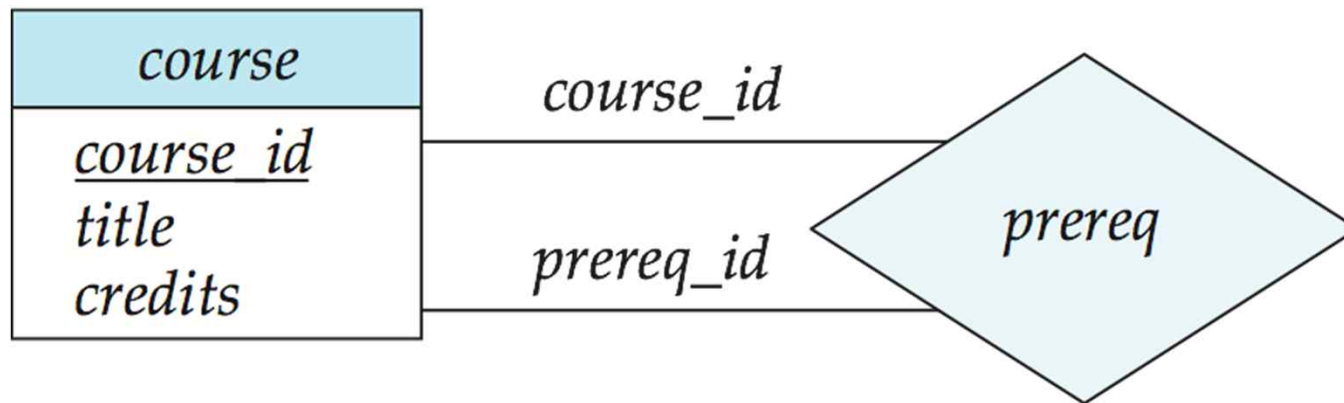 course
course_id
title
credits
course_id
prereq_id
prereq